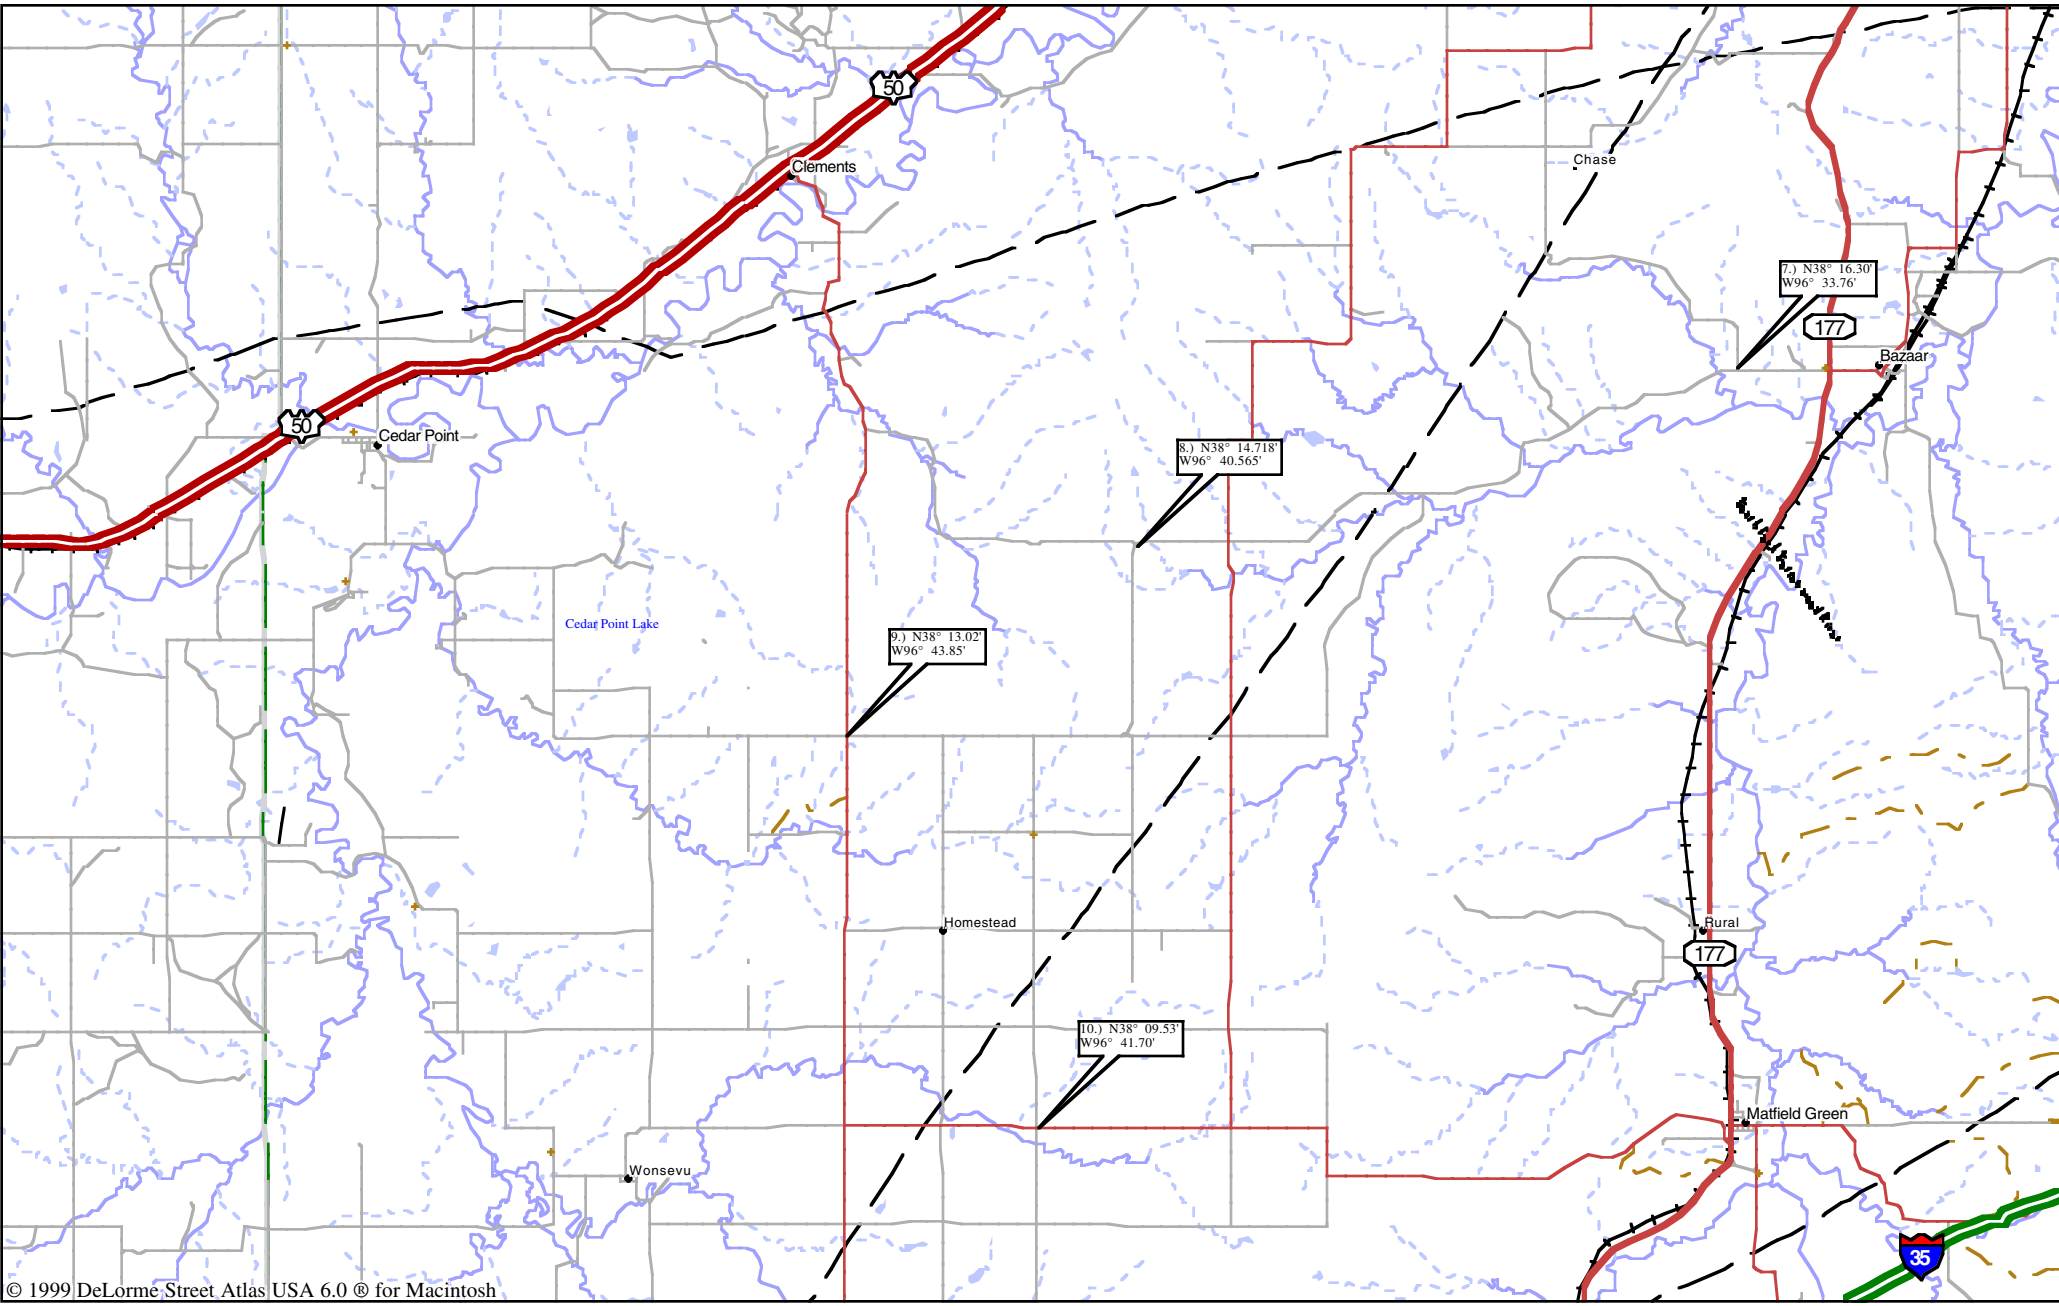 50
Clements
Chase
7.) N38° 16.30'
W96° 33.76'
177
Bazaar
50
Cedar Point
8.) N38° 14.718'
W96° 40.565'
Cedar Point Lake
9.) N38° 13.02'
W96° 43.85'
Homestead
Rural
177
10.) N38° 09.53'
W96° 41.70'
Matfield Green
Wonsevu
35
© 1999 DeLorme Street Atlas USA 6.0 ® for Macintosh